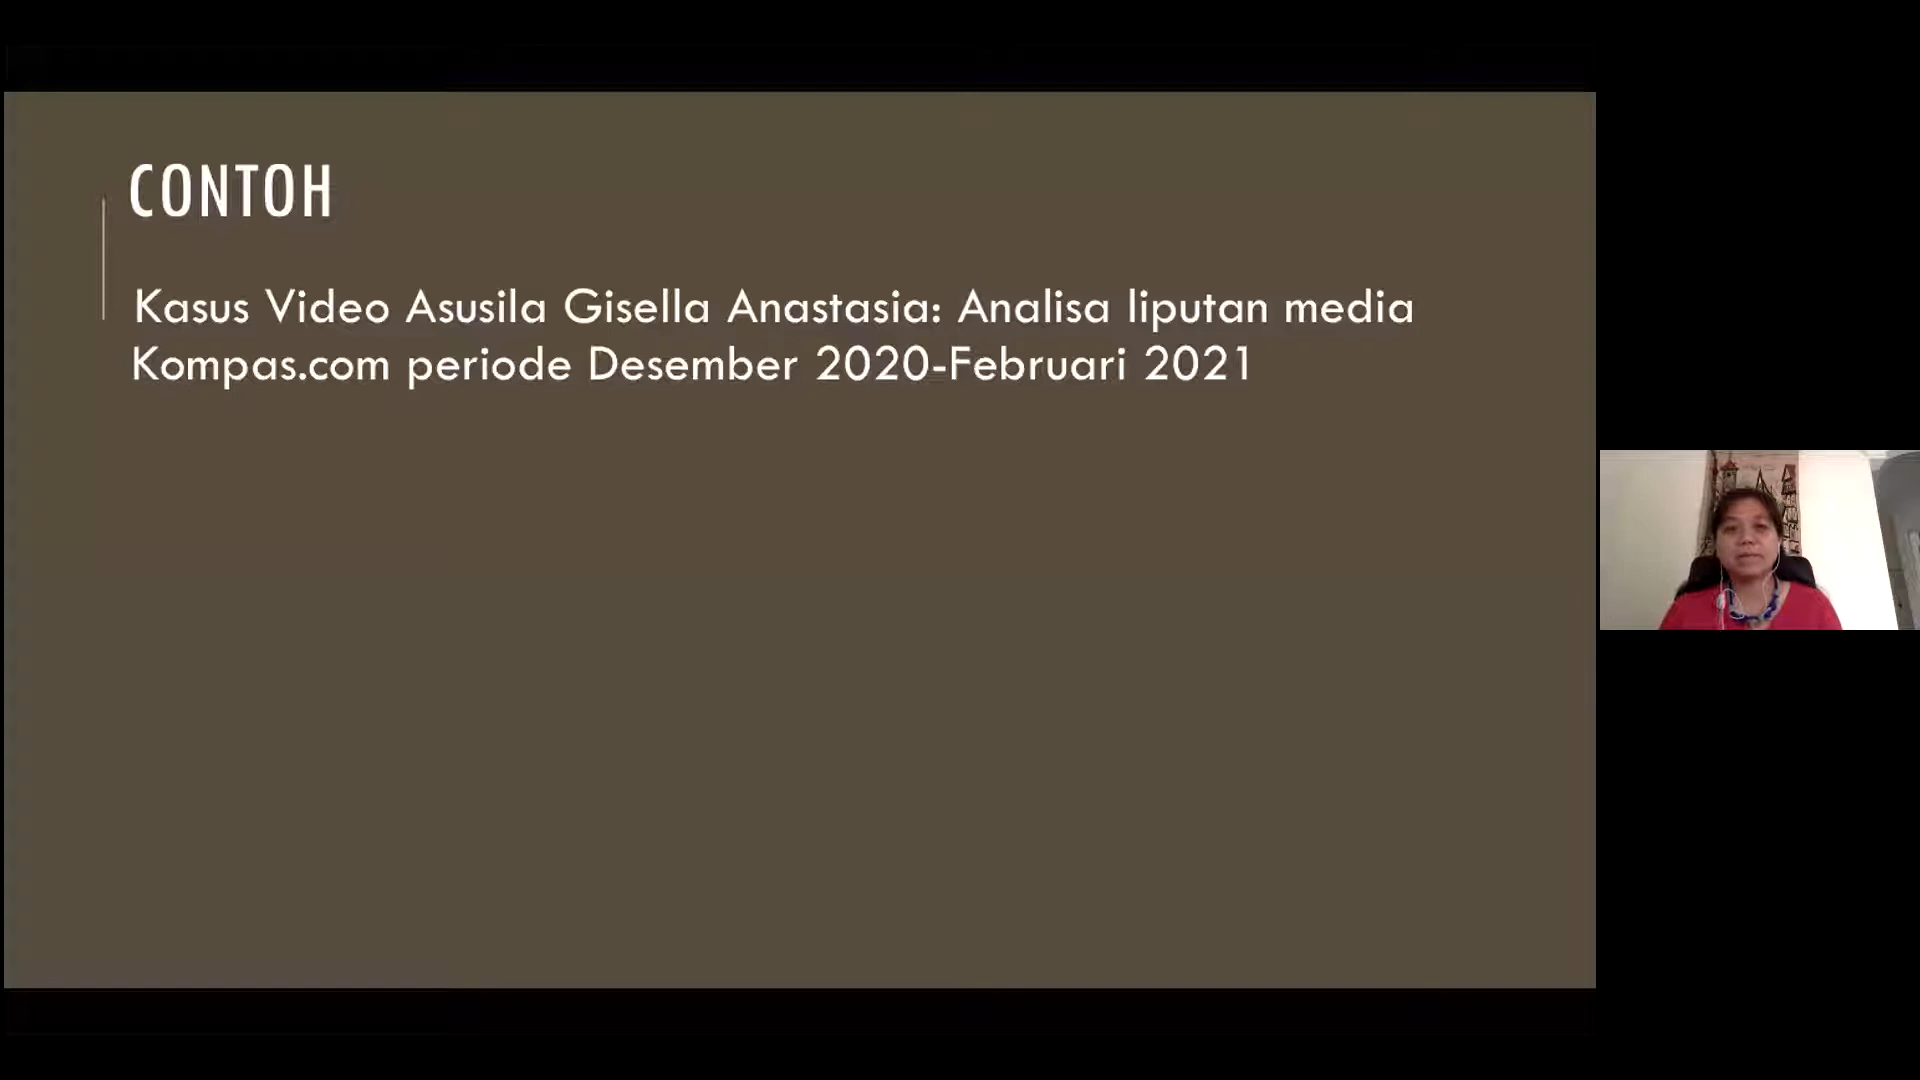 CONTOH
Kasus Video Asusila Gisella Anastasia: Analisa liputan media
Kompas.com periode Desember 2020-Februari 2021